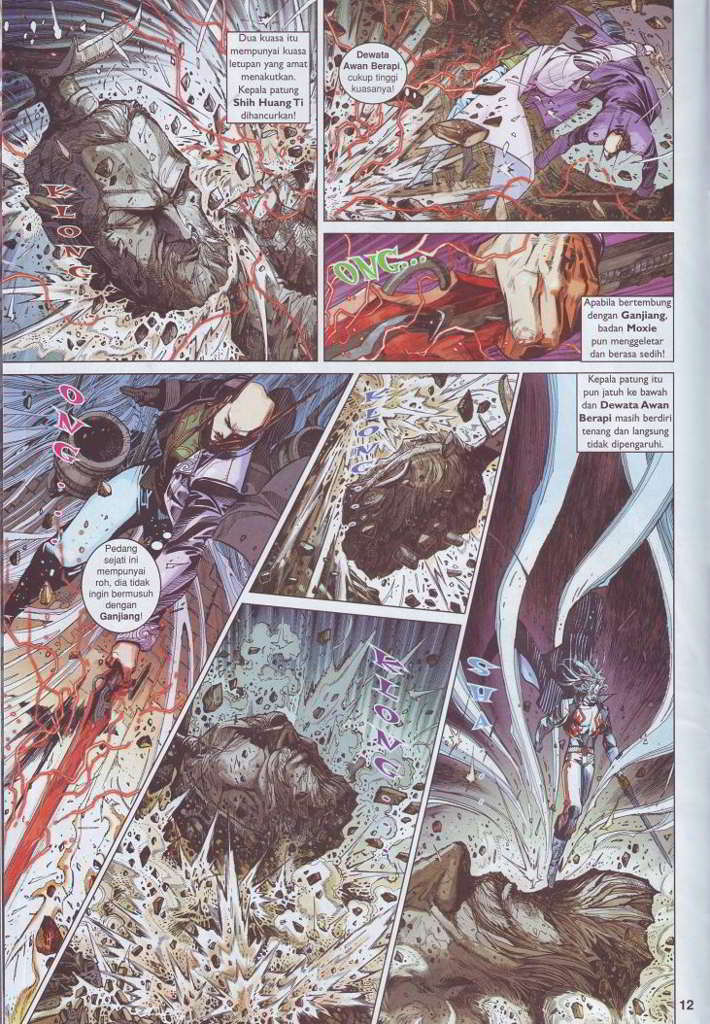 Dua kuasa itu
mempunyai kuasa
letupan yang amat
menakutkan.
Kepala patung
Shih Huang Ti
dihancurkan!
KLONG
Dewata
Awan Berapi,
cukup tinggi
kuasanya!
ONG...
Apabila bertembung
dengan Ganjiang,
badan Moxie
pun menggeletar
dan berasa sedih!
ONG...
Pedang
sejati ini
mempunyai
roh, dia tidak
ingin bermusuh
dengan
Ganjiang!
KLONG
KLONG
Kepala patung itu
pun jatuh ke bawah
dan Dewata Awan
Berapi masih berdiri
tenang dan langsung
tidak dipengaruhi.
SHA
12